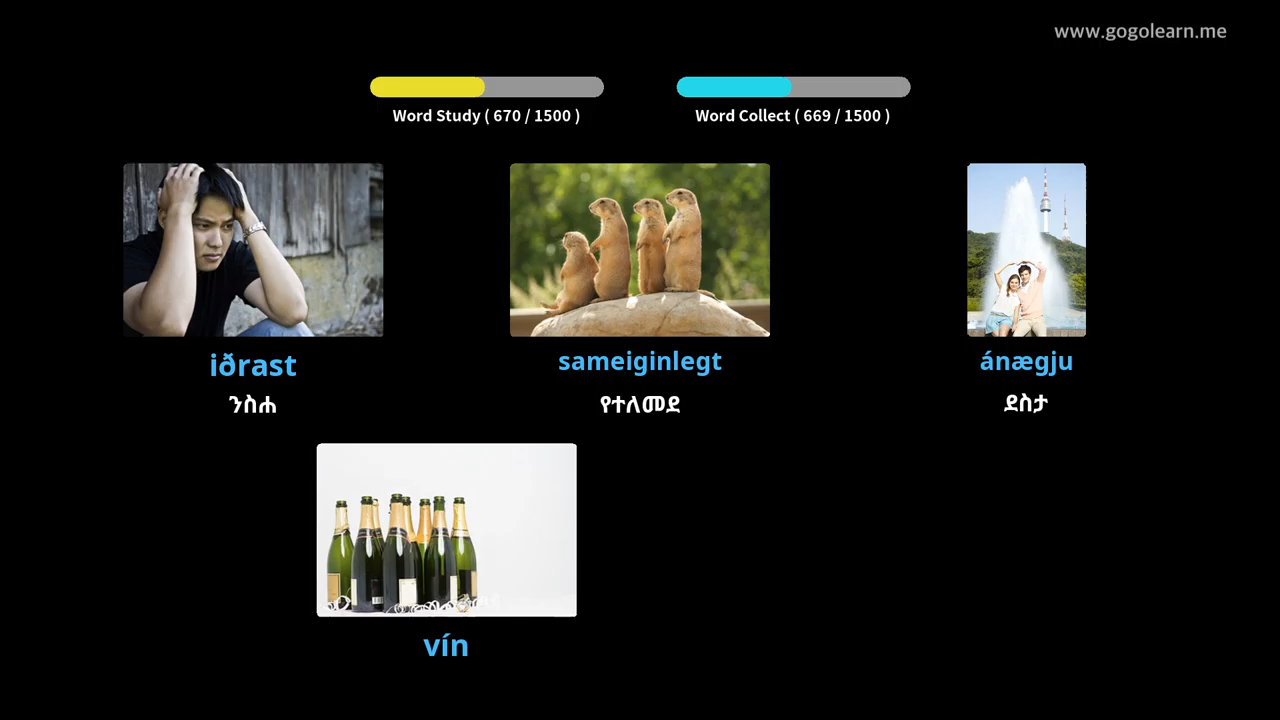 www.gogolearn.me
Word Study ( 670 / 1500 )
Word Collect ( 669 / 1500 )
iðrast
sameiginlegt
ánægju
ንስሐ
የተለመደ
ደስታ
vín